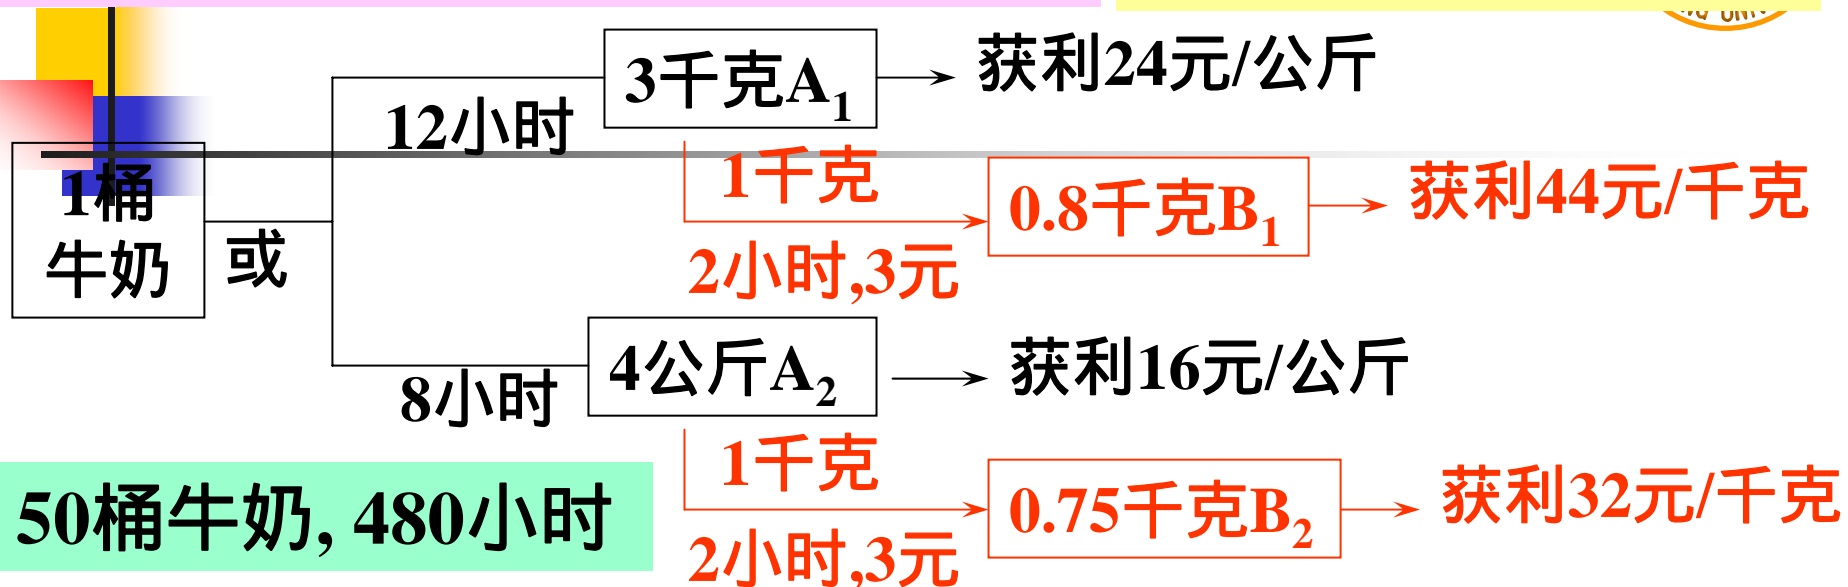 3千克A₁
获利24元/公斤
12小时
1千克
1桶
牛奶
或
0.8千克B₁
获利44元/千克
2小时,3元
4公斤A₂
获利16元/公斤
8小时
1千克
50桶牛奶, 480小时
0.75千克B₂
获利32元/千克
2小时,3元